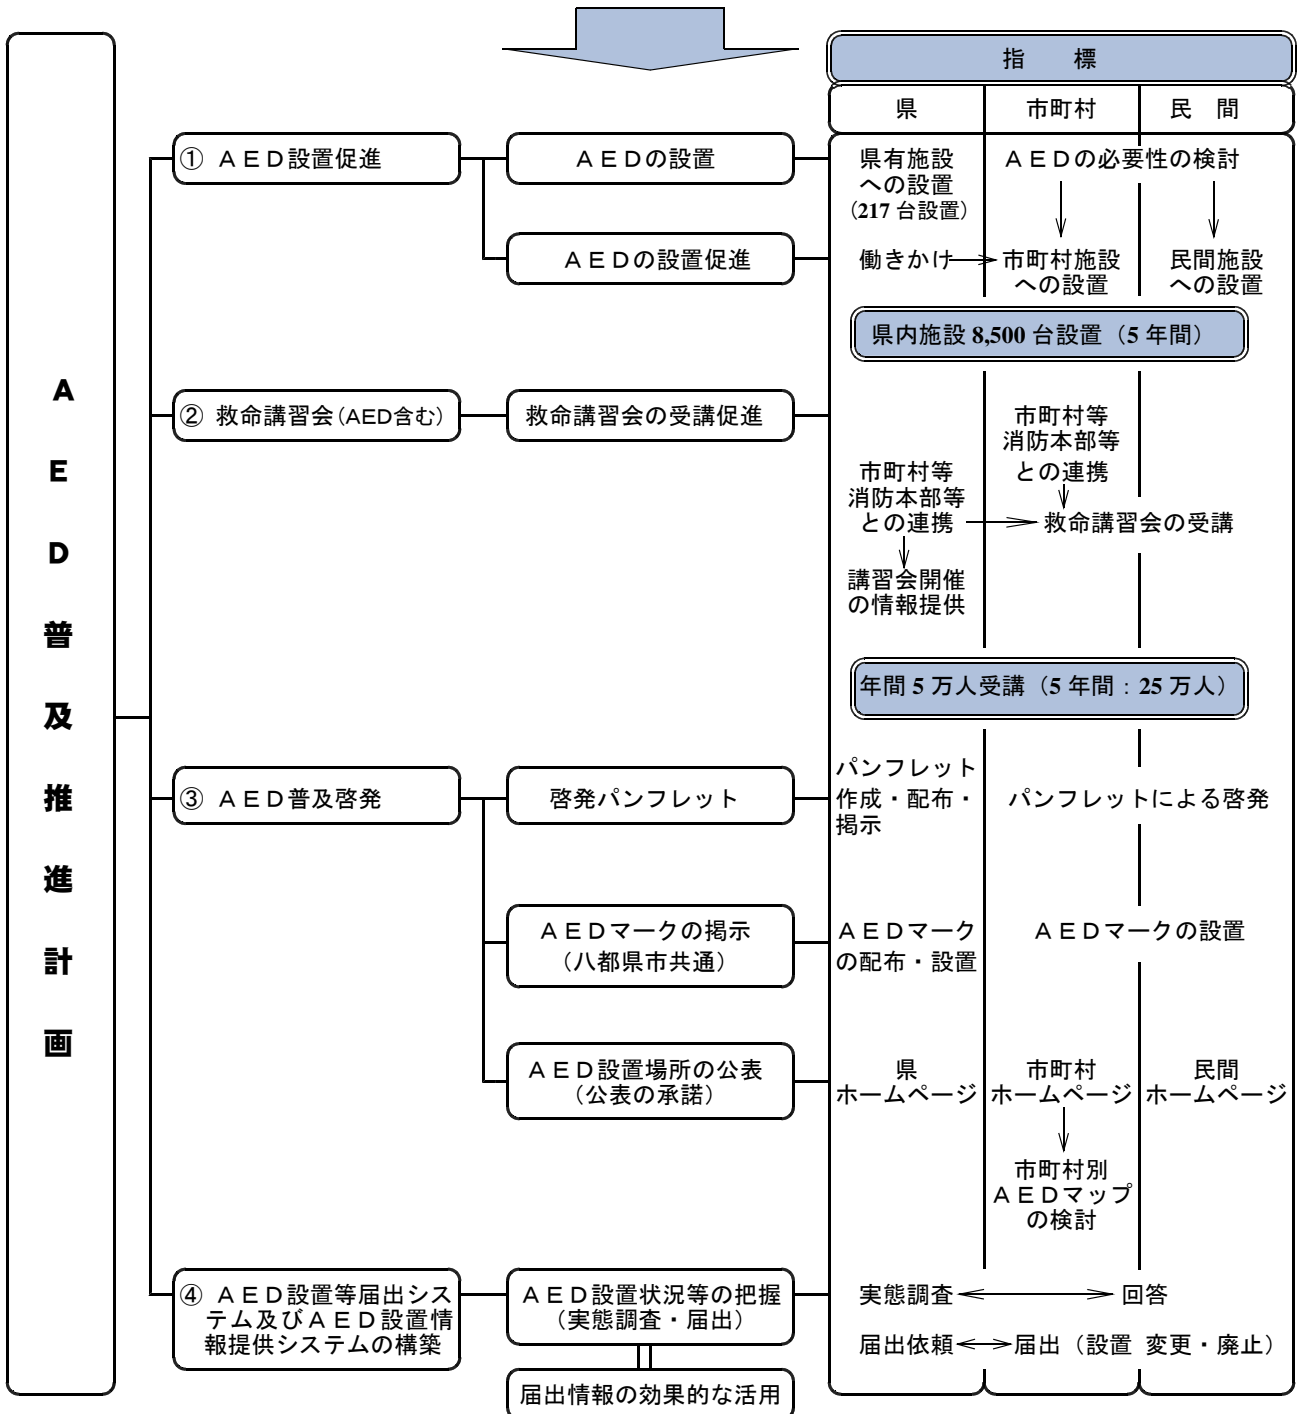 ＡＥＤ普及推進計画
指　標
県
市町村
民　間
① ＡＥＤ設置促進
ＡＥＤの設置
県有施設
への設置
（217 台設置）
ＡＥＤの必要性の検討
ＡＥＤの設置促進
働きかけ
市町村施設
への設置
民間施設
への設置
県内施設 8,500 台設置（5 年間）
② 救命講習会（AED含む）
救命講習会の受講促進
市町村等
消防本部等
との連携
市町村等
消防本部等
との連携
救命講習会の受講
講習会開催
の情報提供
年間 5 万人受講（5 年間：25 万人）
③ ＡＥＤ普及啓発
啓発パンフレット
パンフレット
作成・配布・
掲示
パンフレットによる啓発
ＡＥＤマークの掲示
（八都県市共通）
ＡＥＤマーク
の配布・設置
ＡＥＤマークの設置
ＡＥＤ設置場所の公表
（公表の承諾）
県
ホームページ
市町村
ホームページ
民間
ホームページ
市町村別
ＡＥＤマップ
の検討
④ ＡＥＤ設置等届出シス
テム及びＡＥＤ設置情
報提供システムの構築
ＡＥＤ設置状況等の把握
（実態調査・届出）
実態調査
回答
届出依頼
届出（設置 変更・廃止）
届出情報の効果的な活用